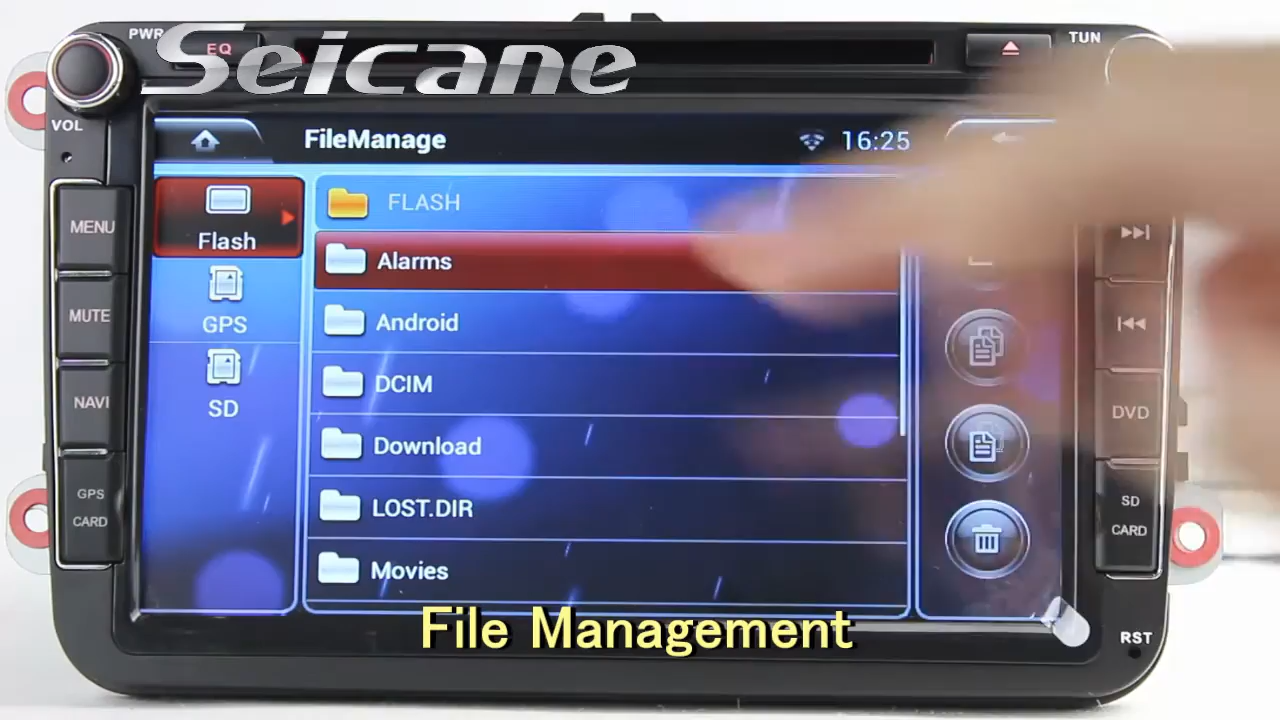 PWR
EQ
Seicane
TUN
VOL
FileManage
16:25
MENU
MUTE
NAVI
GPS
CARD
Flash
GPS
SD
FLASH
Alarms
Android
DCIM
Download
LOST.DIR
Movies
DVD
SD
CARD
RST
File Management